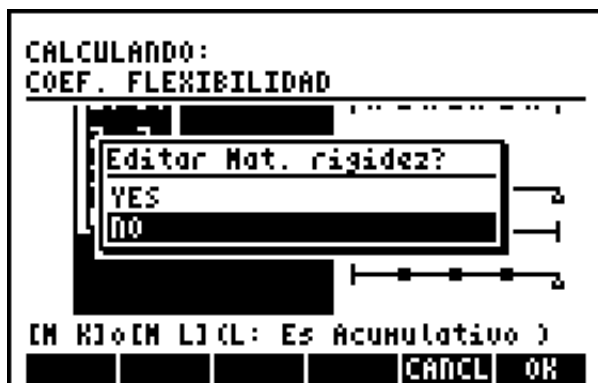 CALCULANDO:
COEF. FLEXIBILIDAD
Editar Mat. rigidez?
YES
NO
[M K]o[M L](L: Es Acumulativo )
CANCL OK